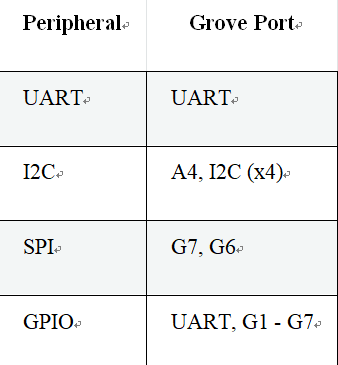 Peripheral Grove Port
UART UART
I2C A4, I2C (x4)
SPI G7, G6
GPIO UART, G1 - G7